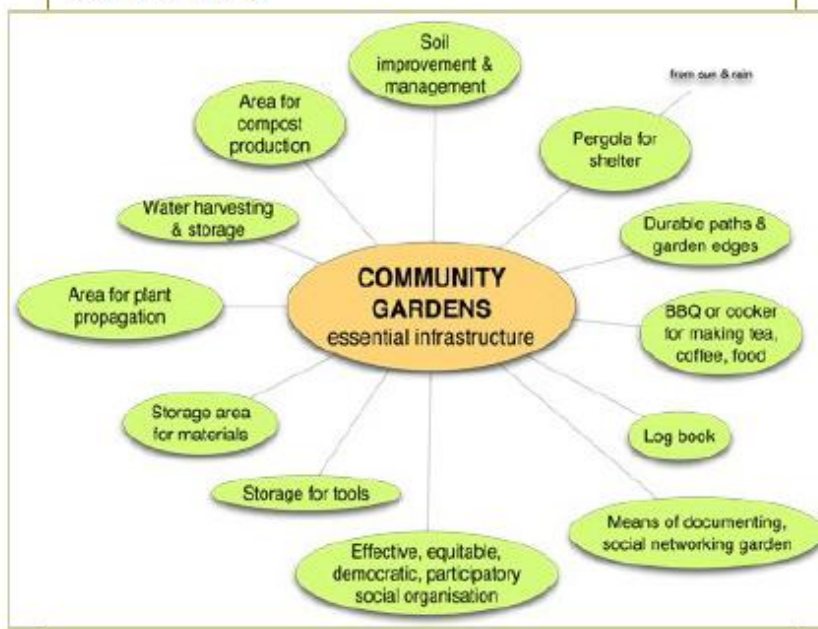 Soil
improvement &
management
from sun & rain
Pergola for
shelter
Area for
compost
production
Water harvesting
& storage
Durable paths &
garden edges
COMMUNITY
GARDENS
essential infrastructure
Area for plant
propagation
BBQ or cooker
for making tea,
coffee, food
Storage area
for materials
Log book
Storage for tools
Means of documenting,
social networking garden
Effective, equitable,
democratic, participatory
social organisation